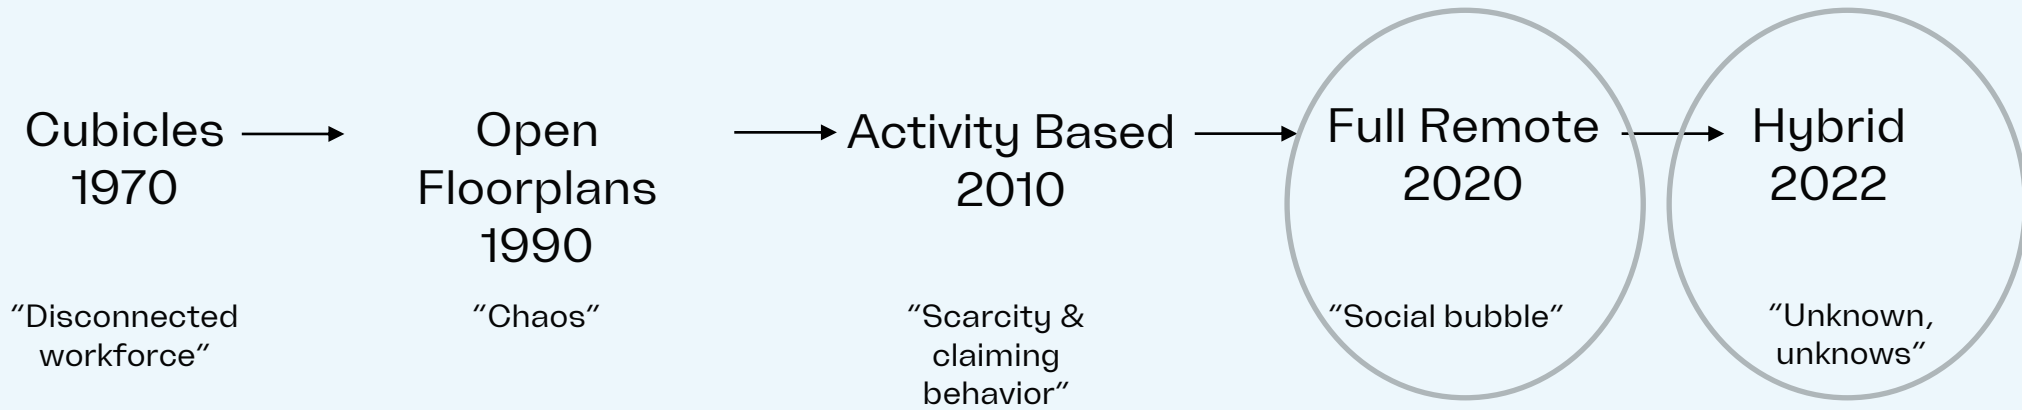 Cubicles
1970
"Disconnected
workforce"
Open
Floorplans
1990
"Chaos"
Activity Based
2010
"Scarcity &
claiming
behavior"
Full Remote
2020
"Social bubble"
Hybrid
2022
"Unknown,
unknows"